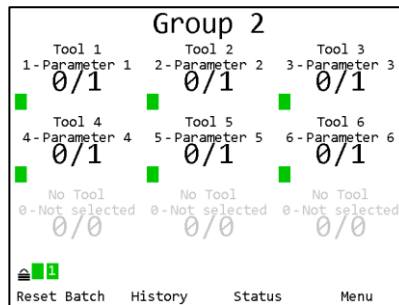 Group 2
Tool 1 Tool 2 Tool 3
1-Parameter 1 2-Parameter 2 3-Parameter 3
0/1 0/1 0/1
Tool 4 Tool 5 Tool 6
4-Parameter 4 5-Parameter 5 6-Parameter 6
0/1 0/1 0/1
No Tool No Tool No Tool
0-Not selected 0-Not selected 0-Not selected
0/0 0/0 0/0
1
Reset Batch History Status Menu